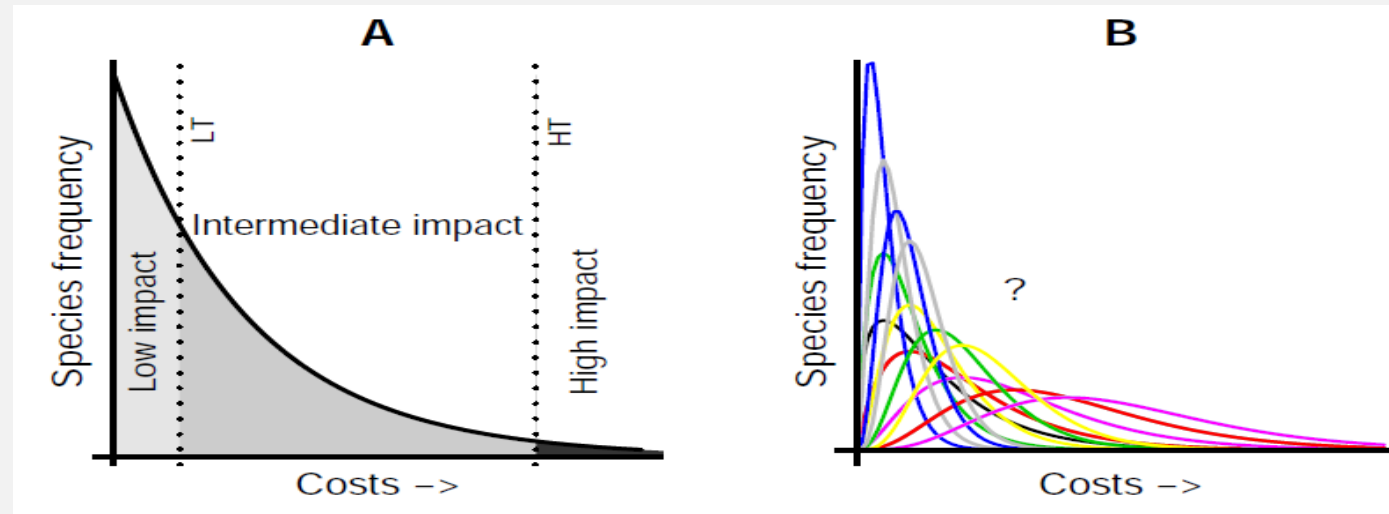 A
Species frequency
Low impact
LT
Intermediate impact
HT
High impact
Costs –>
B
Species frequency
?
Costs –>